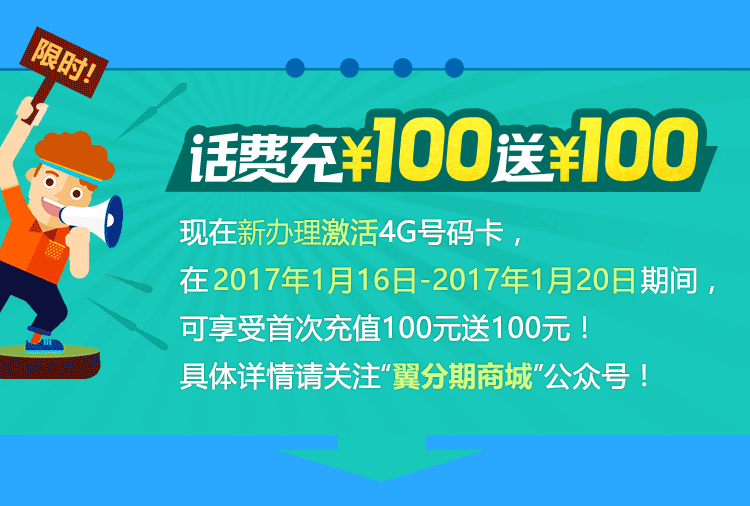 限时!
话费充¥100送¥100
现在新办理激活4G号码卡，
在2017年1月16日-2017年1月20日期间，
可享受首次充值100元送100元！
具体详情请关注“翼分期商城”公众号！